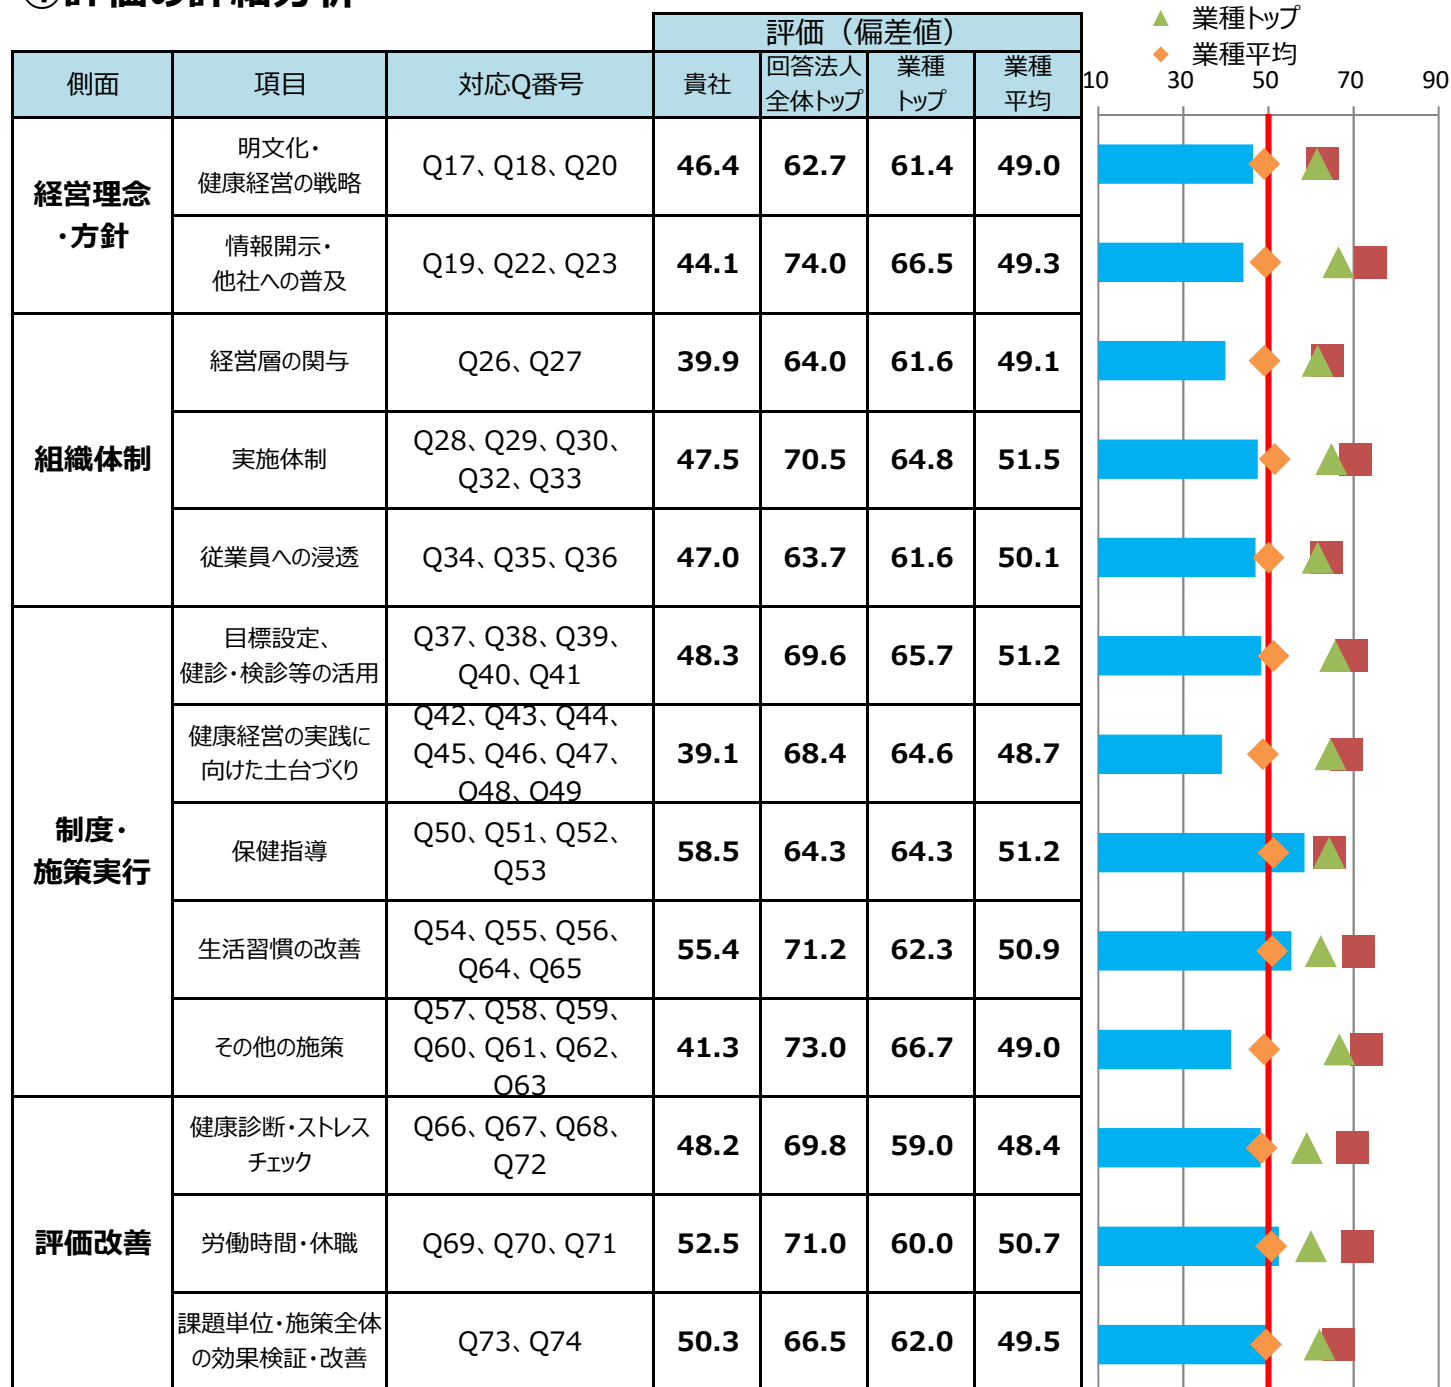 ④評価の詳細分析
業種トップ
業種平均
評価（偏差値）
側面 項目 対応Q番号 貴社 回答法人 業種 業種
全体トップ トップ 平均
10 30 50 70 90
経営理念
・方針
明文化・
健康経営の戦略
Q17、Q18、Q20
46.4 62.7 61.4 49.0
情報開示・
他社への普及
Q19、Q22、Q23
44.1 74.0 66.5 49.3
組織体制
経営層の関与
Q26、Q27
39.9 64.0 61.6 49.1
実施体制
Q28、Q29、Q30、
Q32、Q33
47.5 70.5 64.8 51.5
従業員への浸透
Q34、Q35、Q36
47.0 63.7 61.6 50.1
制度・
施策実行
目標設定、
健診・検診等の活用
Q37、Q38、Q39、
Q40、Q41
48.3 69.6 65.7 51.2
健康経営の実践に
向けた土台づくり
Q42、Q43、Q44、
Q45、Q46、Q47、
Q48、Q49
39.1 68.4 64.6 48.7
保健指導
Q50、Q51、Q52、
Q53
58.5 64.3 64.3 51.2
生活習慣の改善
Q54、Q55、Q56、
Q64、Q65
55.4 71.2 62.3 50.9
その他の施策
Q57、Q58、Q59、
Q60、Q61、Q62、
Q63
41.3 73.0 66.7 49.0
評価改善
健康診断・ストレス
チェック
Q66、Q67、Q68、
Q72
48.2 69.8 59.0 48.4
労働時間・休職
Q69、Q70、Q71
52.5 71.0 60.0 50.7
課題単位・施策全体
の効果検証・改善
Q73、Q74
50.3 66.5 62.0 49.5